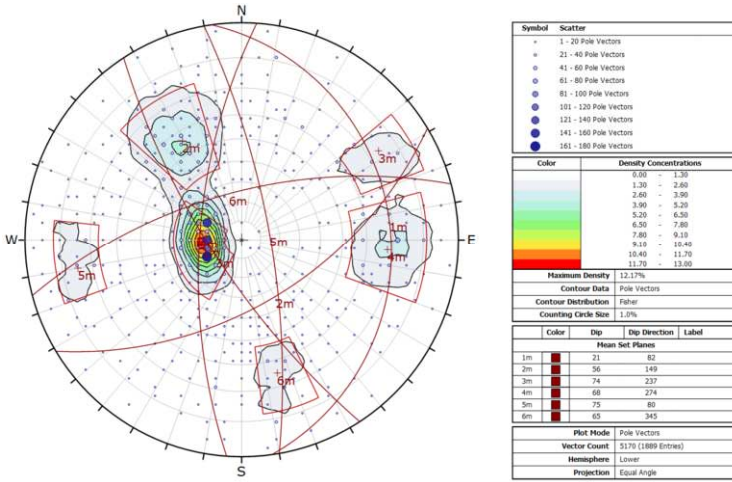 N
2m
3m
6m
W
1m
5m
E
4m
5m
2m
6m
S
Symbol Scatter
1 - 20 Pole Vectors
21 - 40 Pole Vectors
41 - 60 Pole Vectors
61 - 80 Pole Vectors
81 - 100 Pole Vectors
101 - 120 Pole Vectors
121 - 140 Pole Vectors
141 - 160 Pole Vectors
161 - 180 Pole Vectors
Color Density Concentrations
0.00 - 1.30
1.30 - 2.60
2.60 - 3.90
3.90 - 5.20
5.20 - 6.50
6.50 - 7.80
7.80 - 9.10
9.10 - 10.40
10.40 - 11.70
11.70 - 13.00
Maximum Density 12.17%
Contour Data Pole Vectors
Contour Distribution Fisher
Counting Circle Size 1.0%
Color Dip Dip Direction Label
Mean Set Planes
1m 21 82
2m 56 149
3m 74 237
4m 68 274
5m 75 80
6m 65 345
Plot Mode Pole Vectors
Vector Count 5170 (1889 Entries)
Hemisphere Lower
Projection Equal Angle